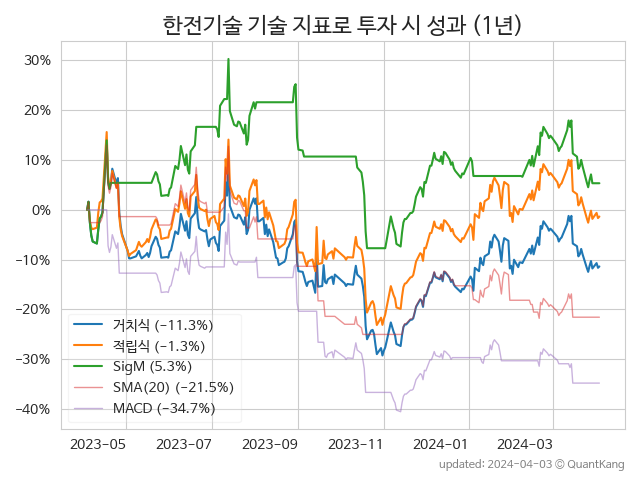 한전기술 기술 지표로 투자 시 성과 (1년)
30%
20%
10%
0%
−10%
−20%
−30%
−40%
거치식 (−11.3%)
적립식 (−1.3%)
SigM (5.3%)
SMA(20) (−21.5%)
MACD (−34.7%)
2023-05 2023-07 2023-09 2023-11 2024-01 2024-03
updated: 2024-04-03 © QuantKang